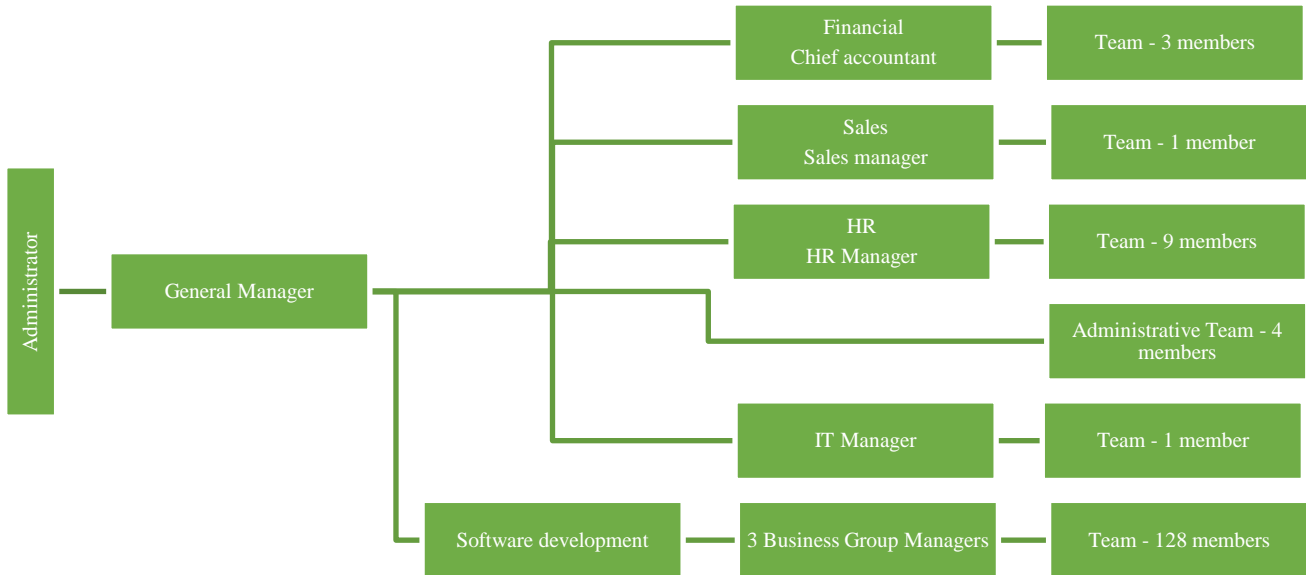 Administrator
General Manager
Financial
Chief accountant
Team - 3 members
Sales
Sales manager
Team - 1 member
HR
HR Manager
Team - 9 members
Administrative Team - 4
members
IT Manager
Team - 1 member
Software development
3 Business Group Managers
Team - 128 members